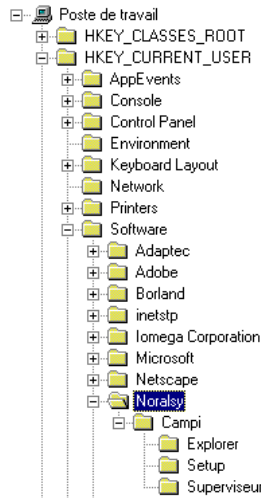 Poste de travail
HKEY_CLASSES_ROOT
HKEY_CURRENT_USER
AppEvents
Console
Control Panel
Environment
Keyboard Layout
Network
Printers
Software
Adaptec
Adobe
Borland
inetstp
Iomega Corporation
Microsoft
Netscape
Noralsy
Campi
Explorer
Setup
Superviseur